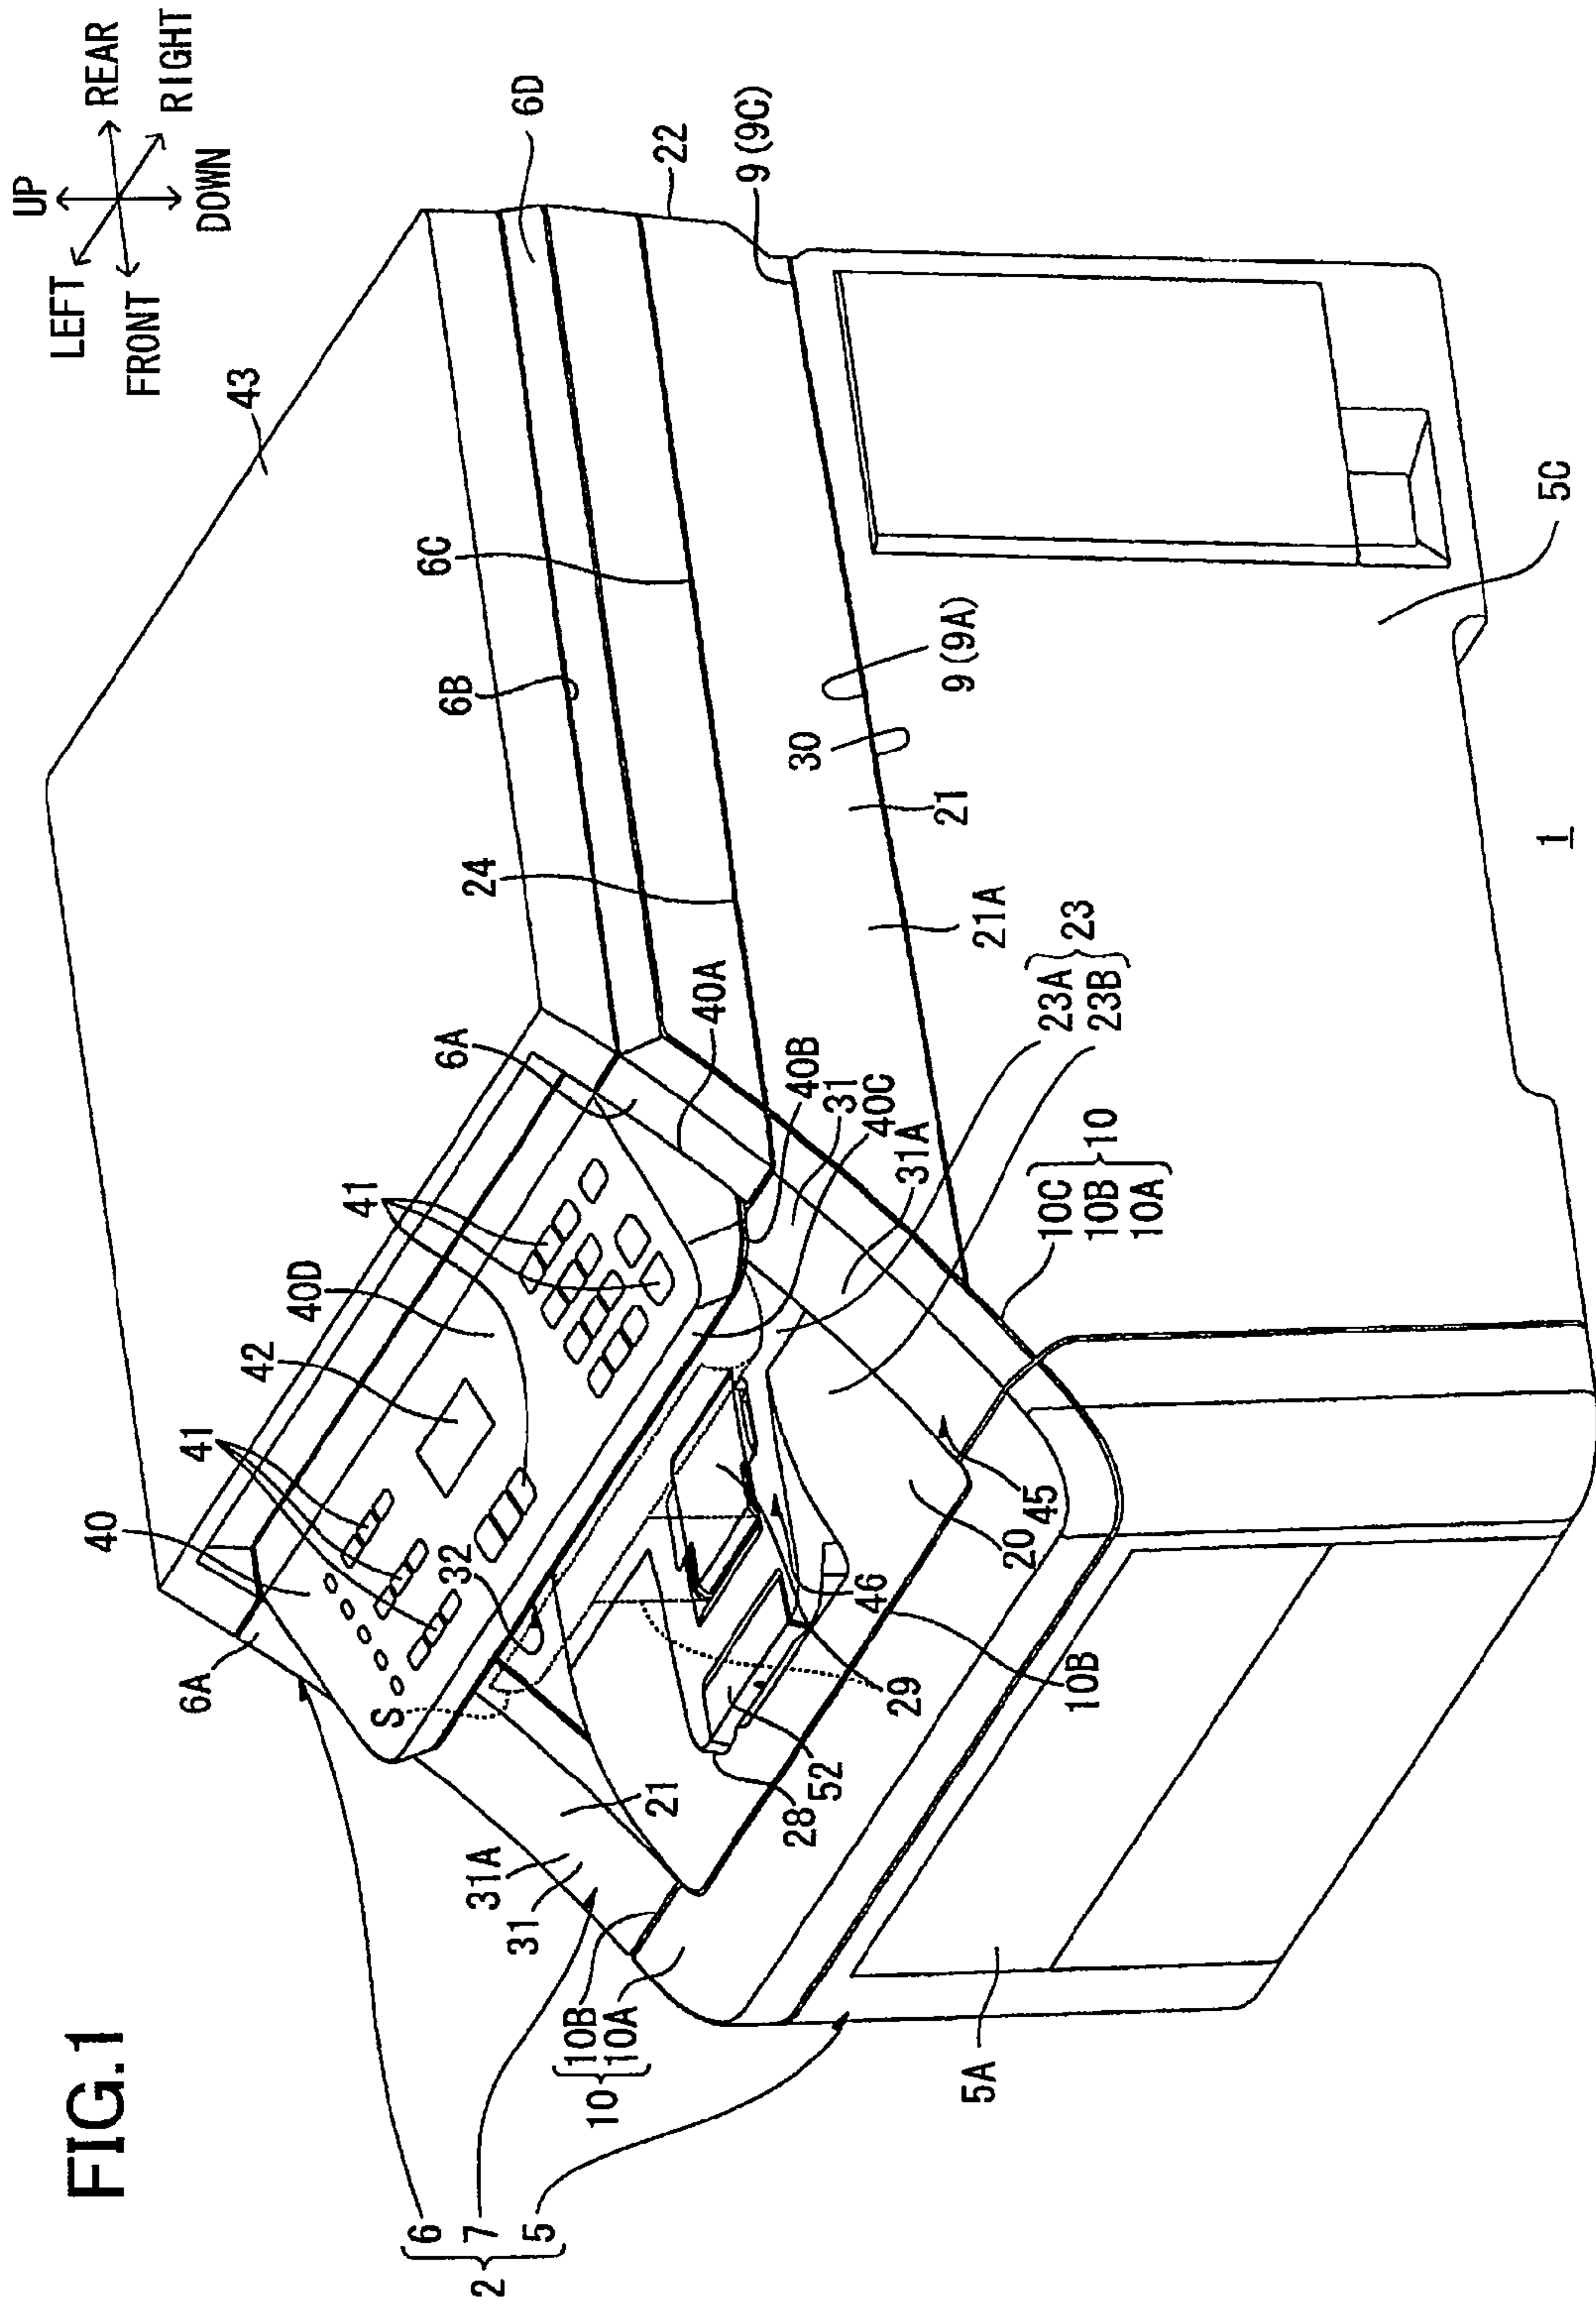 FIG.1
UP
LEFT
REAR
FRONT
RIGHT
DOWN
43
6D
22
9(9C)
6C
6B
9(9A)
30
21
24
21A
6A
40A
40B
31
40C
31A
23A
23B
23
10C
10B
10A
10
41
40D
42
41
40
32
6A
S
45
20
46
10B
29
52
28
21
31A
31
10B
10A
10
5A
5C
1
6
7
5
2